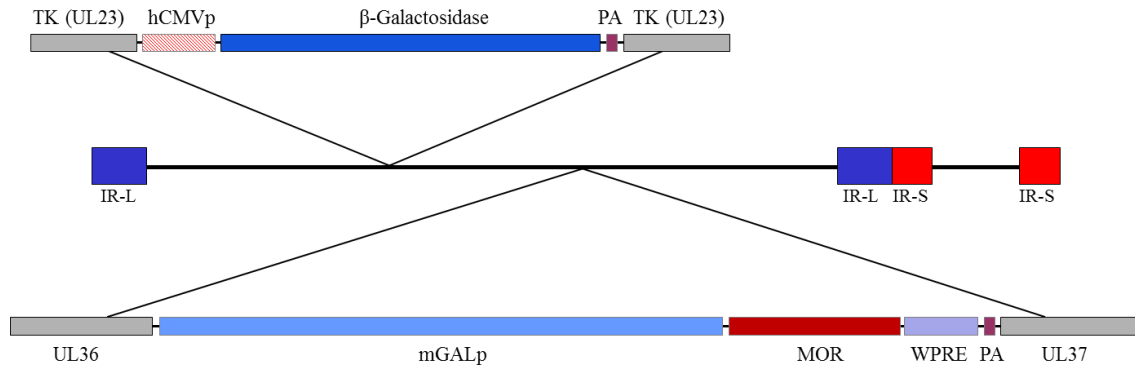 TK (UL23) hCMVp β-Galactosidase PA TK (UL23)
IR-L IR-L IR-S IR-S
UL36 mGALp MOR WPRE PA UL37